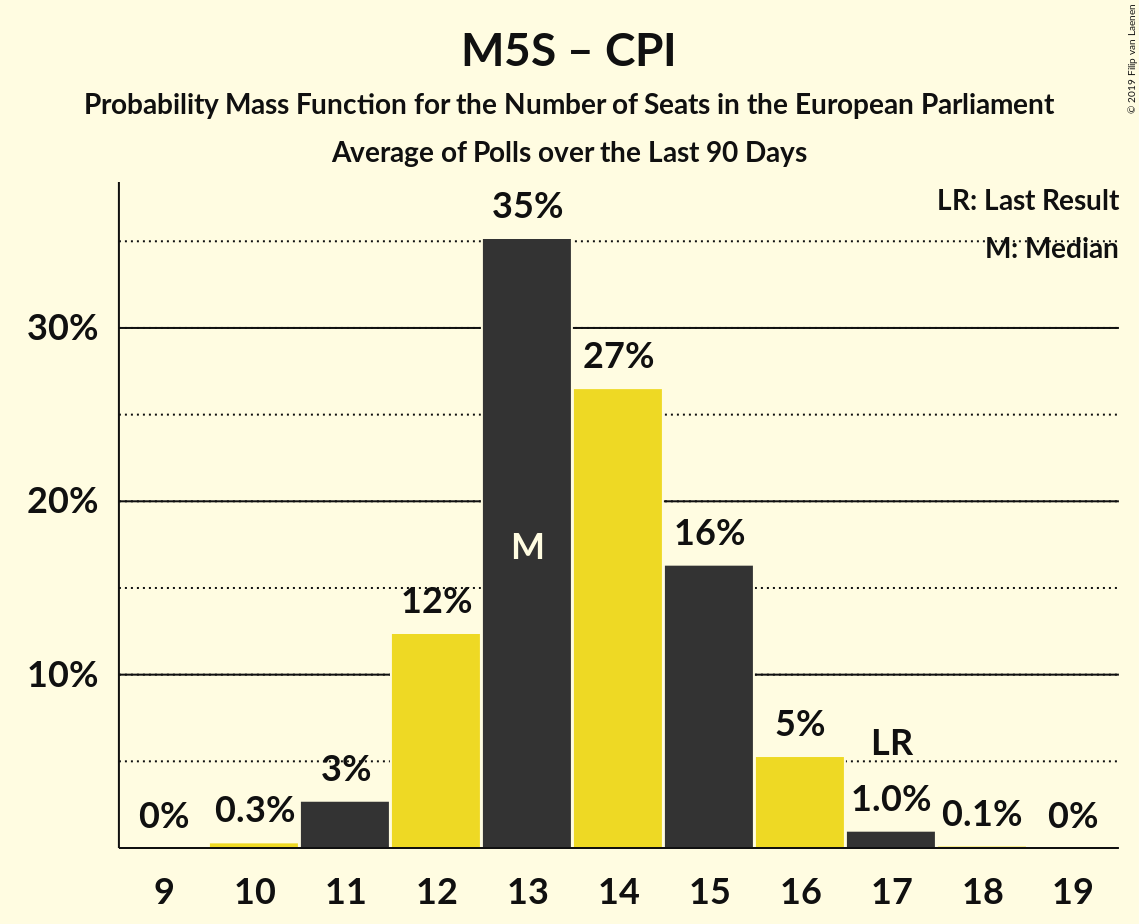 M5S – CPI
Probability Mass Function for the Number of Seats in the European Parliament
Average of Polls over the Last 90 Days
© 2019 Filip van Laenen
LR: Last Result
M: Median
35%
30%
27%
20%
16%
M
12%
10%
5%
LR
3%
1.0%
0% 0.3% 0.1% 0%
9 10 11 12 13 14 15 16 17 18 19